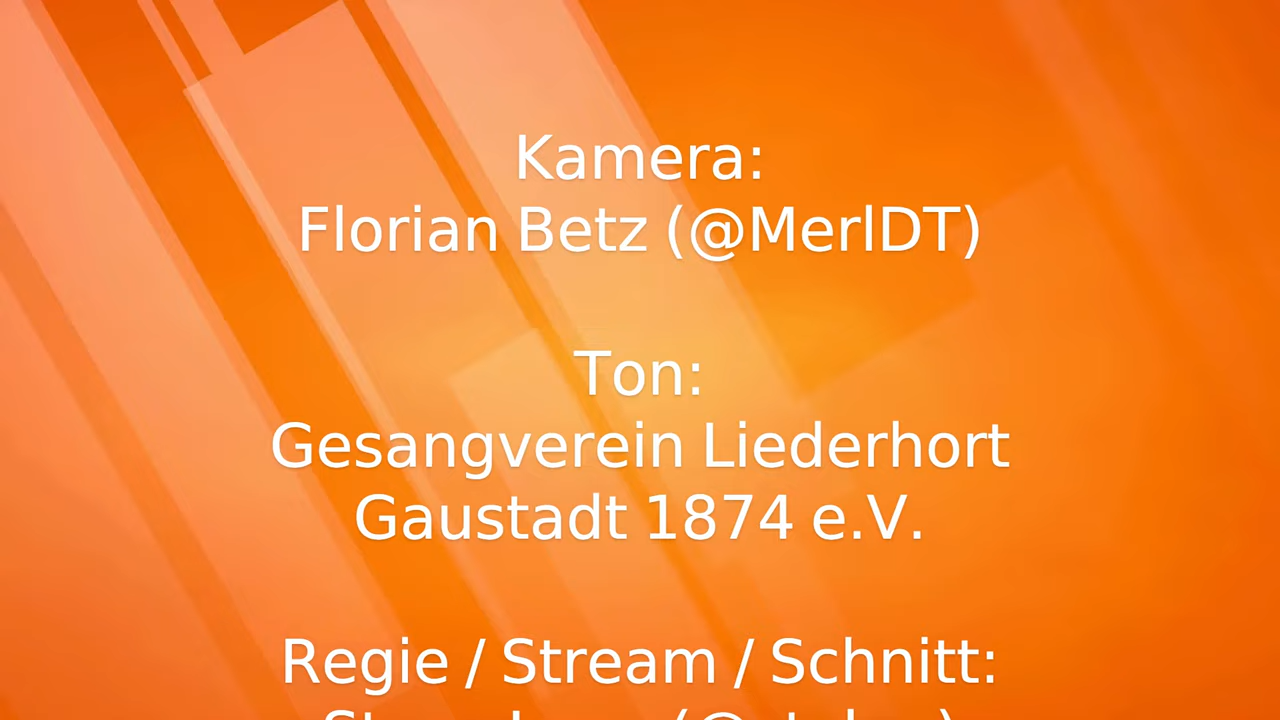 Kamera:
Florian Betz (@MerlDT)
Ton:
Gesangverein Liederhort
Gaustadt 1874 e.V.
Regie / Stream / Schnitt: